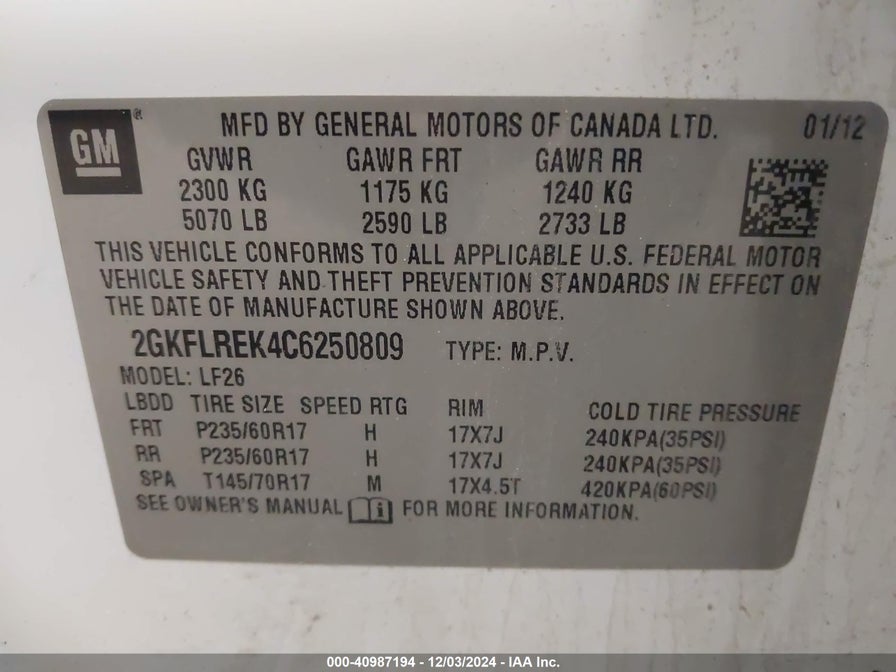 GM ®
MFD BY GENERAL MOTORS OF CANADA LTD. 01/12
GVWR GAWR FRT GAWR RR
2300 KG 1175 KG 1240 KG
5070 LB 2590 LB 2733 LB
THIS VEHICLE CONFORMS TO ALL APPLICABLE U.S. FEDERAL MOTOR
VEHICLE SAFETY AND THEFT PREVENTION STANDARDS IN EFFECT ON
THE DATE OF MANUFACTURE SHOWN ABOVE.
2GKFLREK4C6250809 TYPE: M.P.V.
MODEL: LF26
LBDD TIRE SIZE SPEED RTG RIM COLD TIRE PRESSURE
FRT P235/60R17 H 17X7J 240KPA(35PSI)
RR P235/60R17 H 17X7J 240KPA(35PSI)
SPA T145/70R17 M 17X4.5T 420KPA(60PSI)
SEE OWNER'S MANUAL FOR MORE INFORMATION.
000-40987194 - 12/03/2024 - IAA Inc.